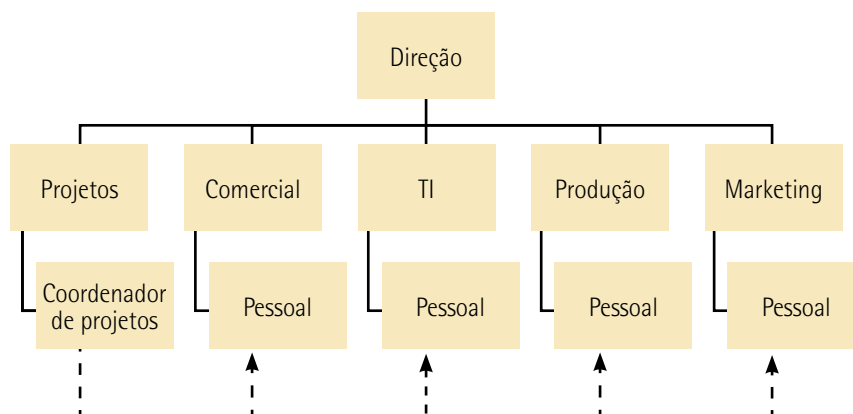 Direção
Projetos
Comercial
TI
Produção
Marketing
Coordenador
de projetos
Pessoal
Pessoal
Pessoal
Pessoal